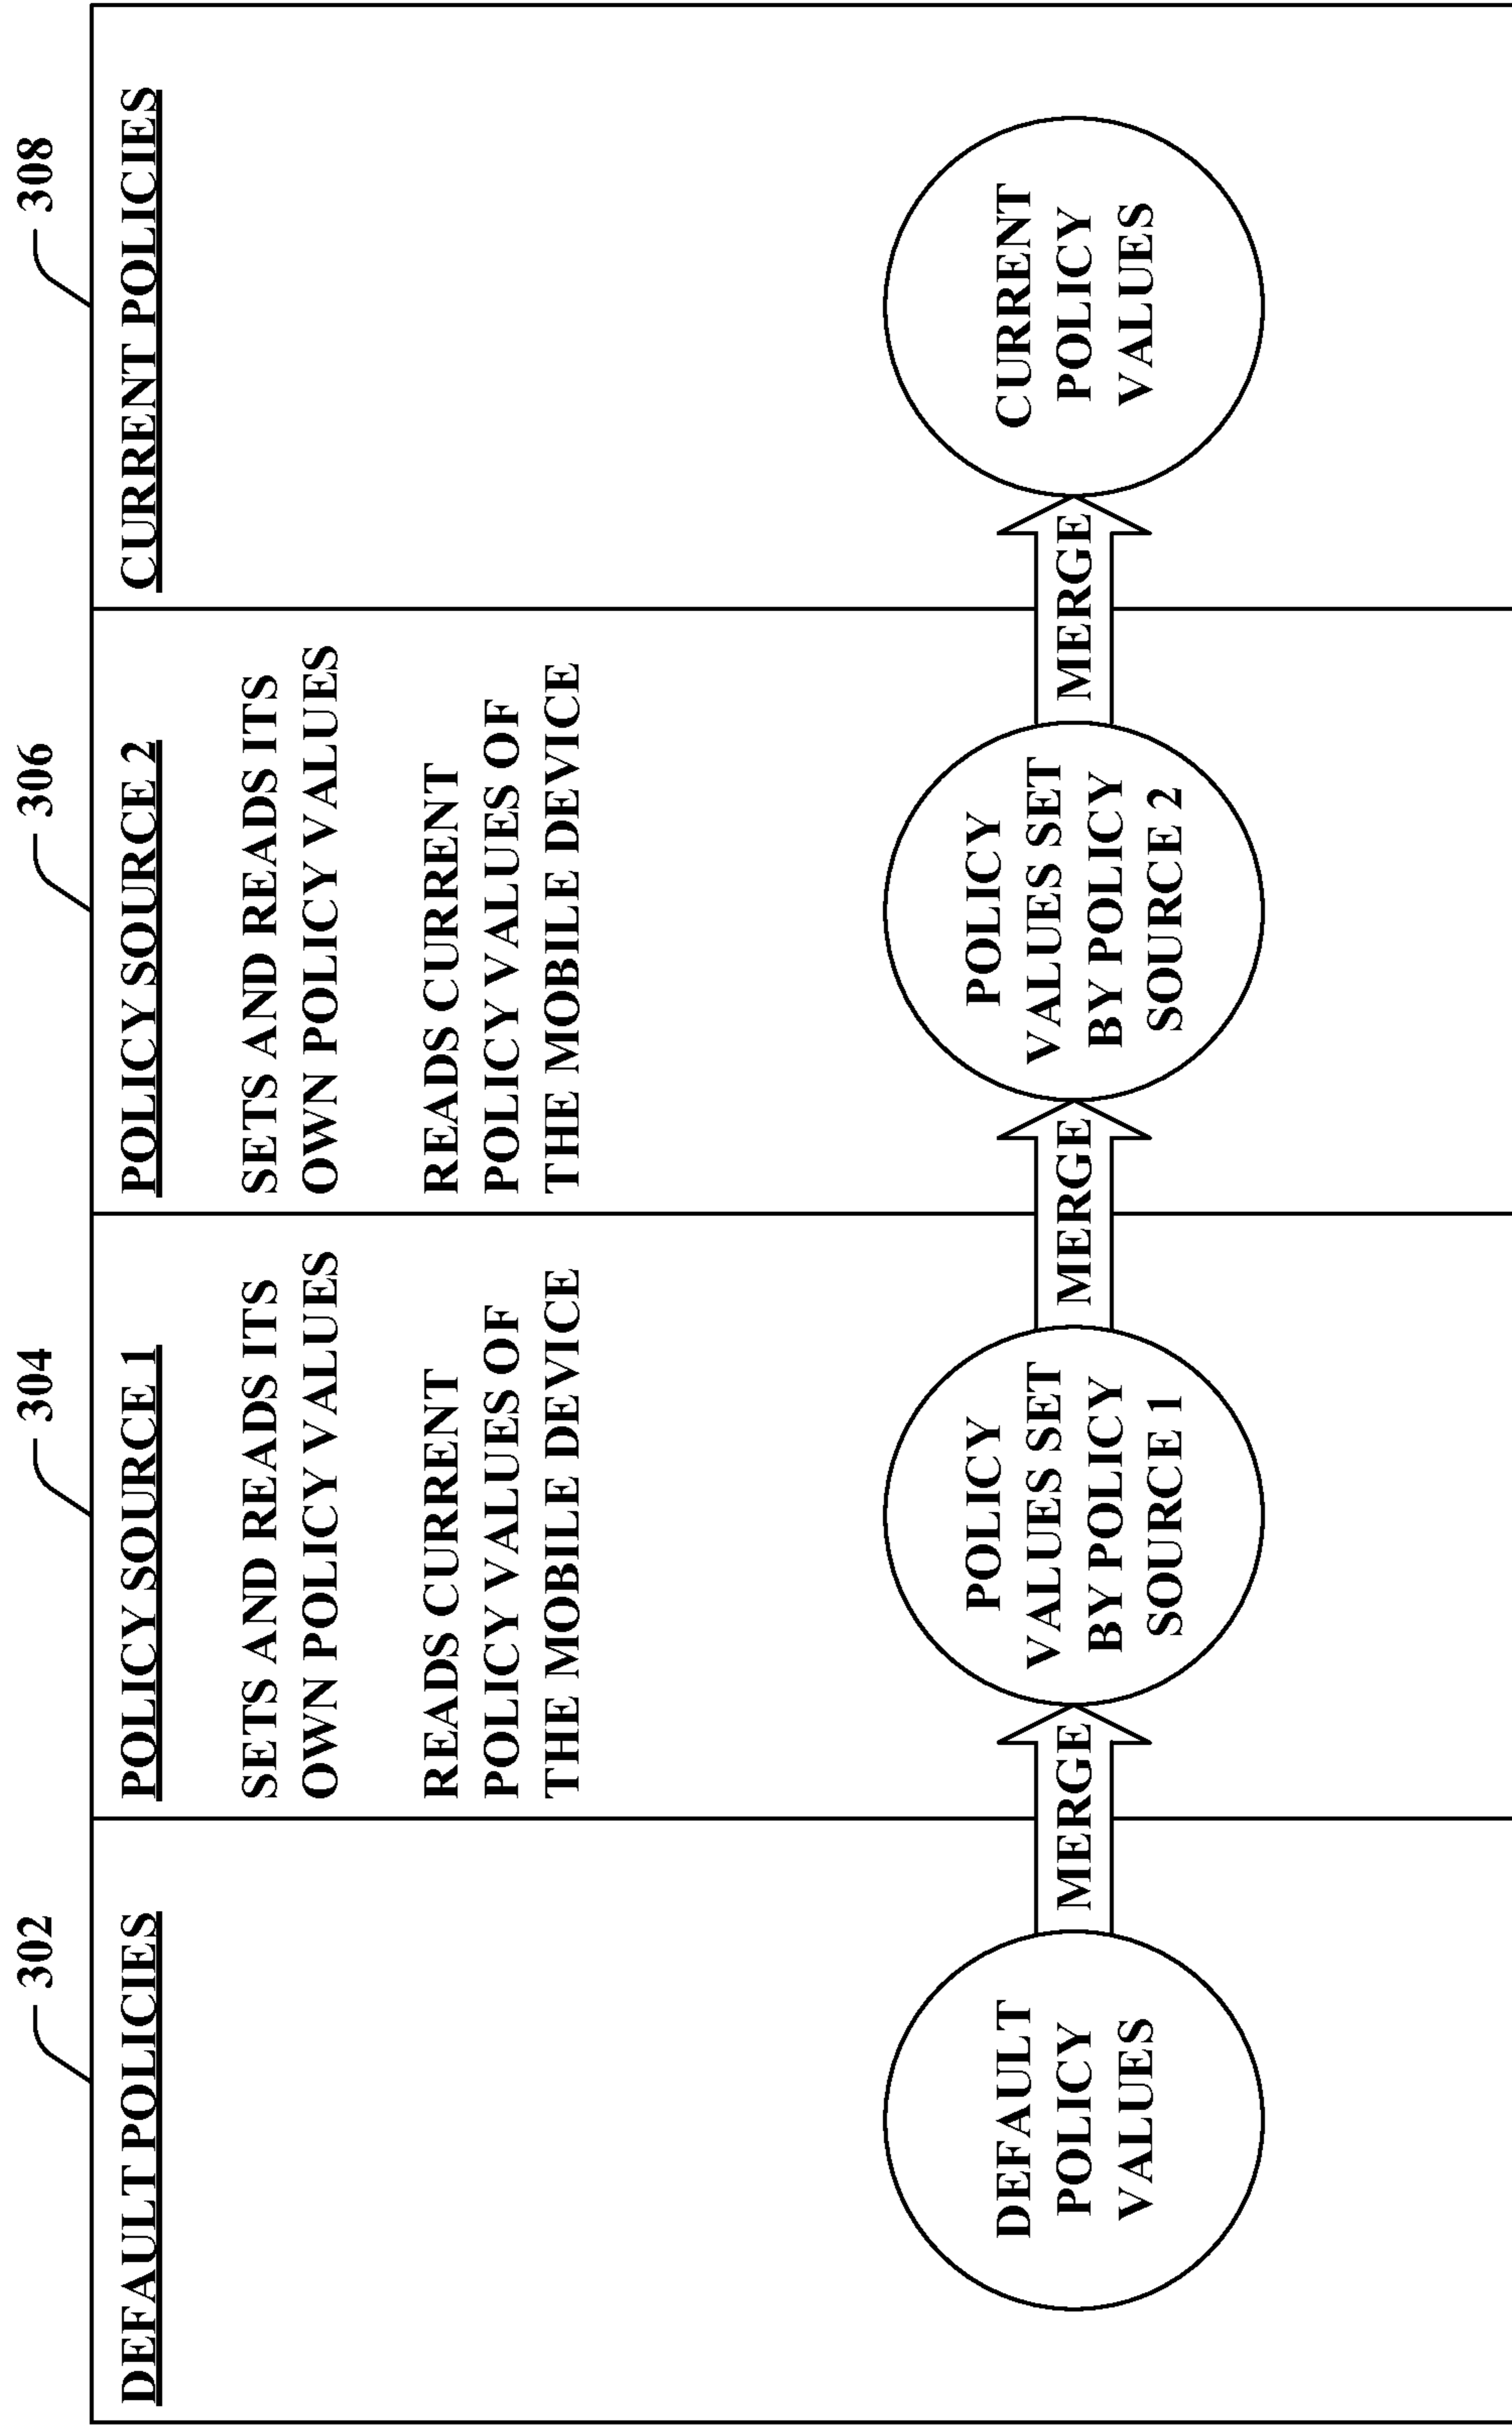 302
DEFAULT POLICIES
DEFAULT
POLICY
VALUES
MERGE
304
POLICY SOURCE 1
SETS AND READS ITS
OWN POLICY VALUES
READS CURRENT
POLICY VALUES OF
THE MOBILE DEVICE
POLICY
VALUES SET
BY POLICY
SOURCE 1
MERGE
306
POLICY SOURCE 2
SETS AND READS ITS
OWN POLICY VALUES
READS CURRENT
POLICY VALUES OF
THE MOBILE DEVICE
POLICY
VALUES SET
BY POLICY
SOURCE 2
MERGE
308
CURRENT POLICIES
CURRENT
POLICY
VALUES